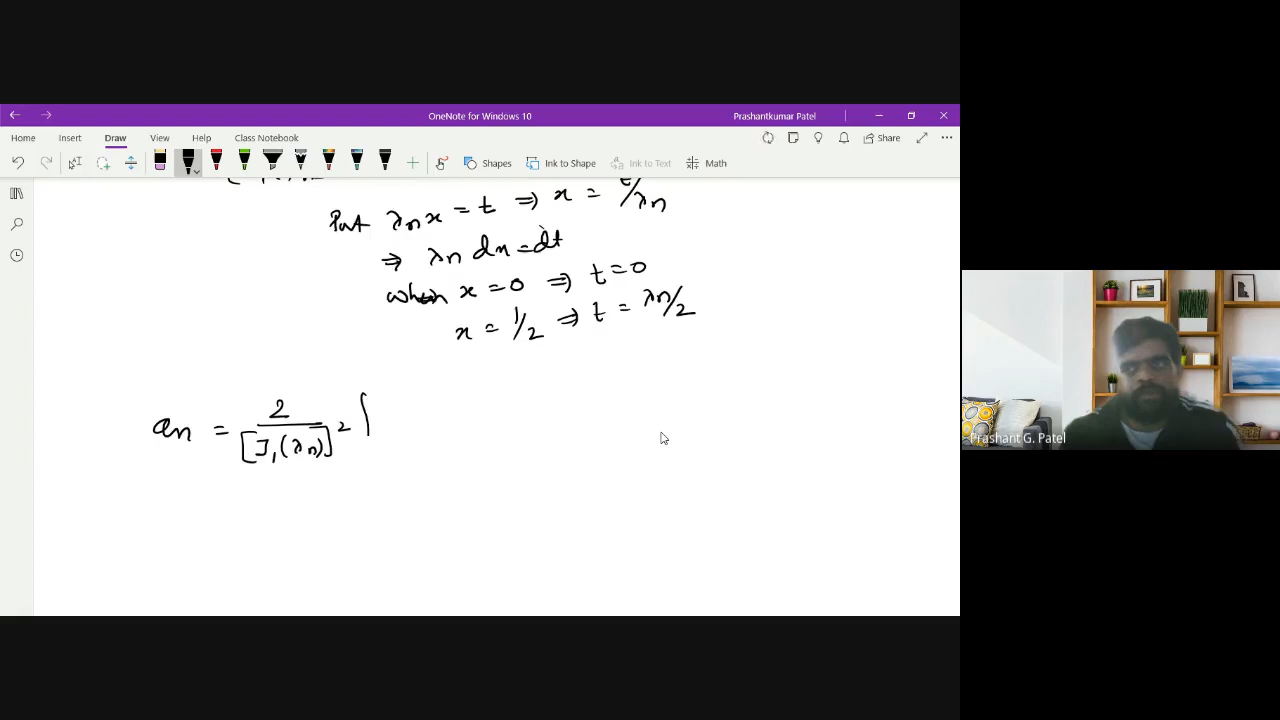 OneNote for Windows 10
Prashantkumar Patel
Home Insert Draw View Help Class Notebook
Share
Shapes Ink to Shape Ink to Text Math
Put λn x = t ⇒ x = t/λn
⇒ λn dx = dt
when x = 0 ⇒ t = 0
x = 1/2 ⇒ t = λn/2
an = 2/[J₁(λn)]² ∫
Prashant G. Patel